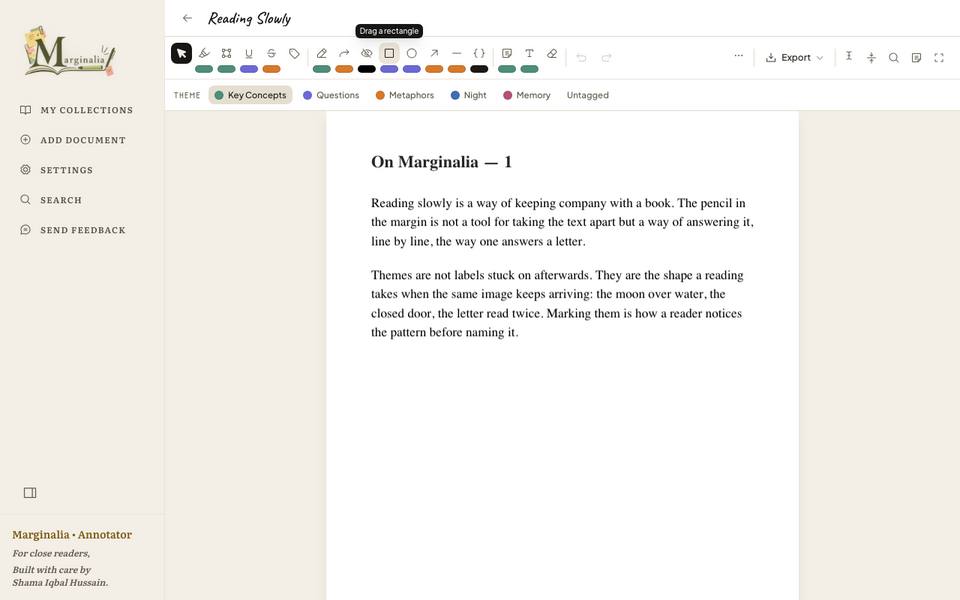 Marginalia
Reading Slowly
Drag a rectangle
Export
THEME Key Concepts Questions Metaphors Night Memory Untagged
MY COLLECTIONS
ADD DOCUMENT
SETTINGS
SEARCH
SEND FEEDBACK
On Marginalia — 1
Reading slowly is a way of keeping company with a book. The pencil in
the margin is not a tool for taking the text apart but a way of answering it,
line by line, the way one answers a letter.
Themes are not labels stuck on afterwards. They are the shape a reading
takes when the same image keeps arriving: the moon over water, the
closed door, the letter read twice. Marking them is how a reader notices
the pattern before naming it.
Marginalia • Annotator
For close readers,
Built with care by
Shama Iqbal Hussain.